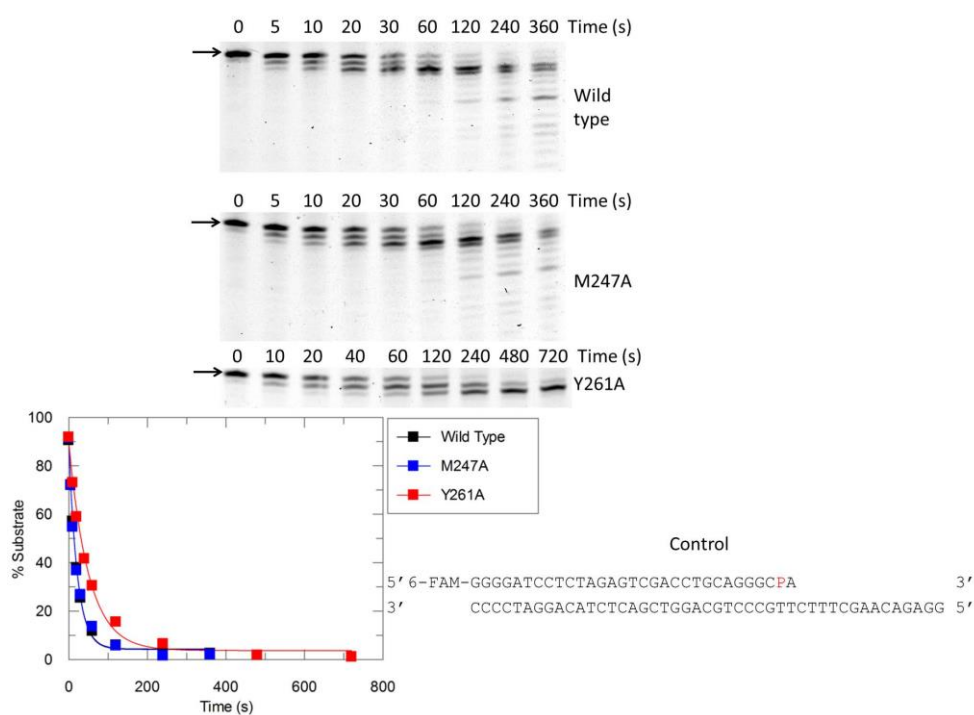 0 5 10 20 30 60 120 240 360 Time (s)
Wild
type
0 5 10 20 30 60 120 240 360 Time (s)
M247A
0 10 20 40 60 120 240 480 720 Time (s)
Y261A
100
80
60
40
20
0
% Substrate
0 200 400 600 800
Time (s)
Wild Type
M247A
Y261A
Control
5' 6-FAM-GGGGATCCTCTAGAGTCGACCTGCAGGGCPA 3'
3' CCCCTAGGACATCTCAGCTGGACGTCCCGTTCTTTCGAACAGAGG 5'